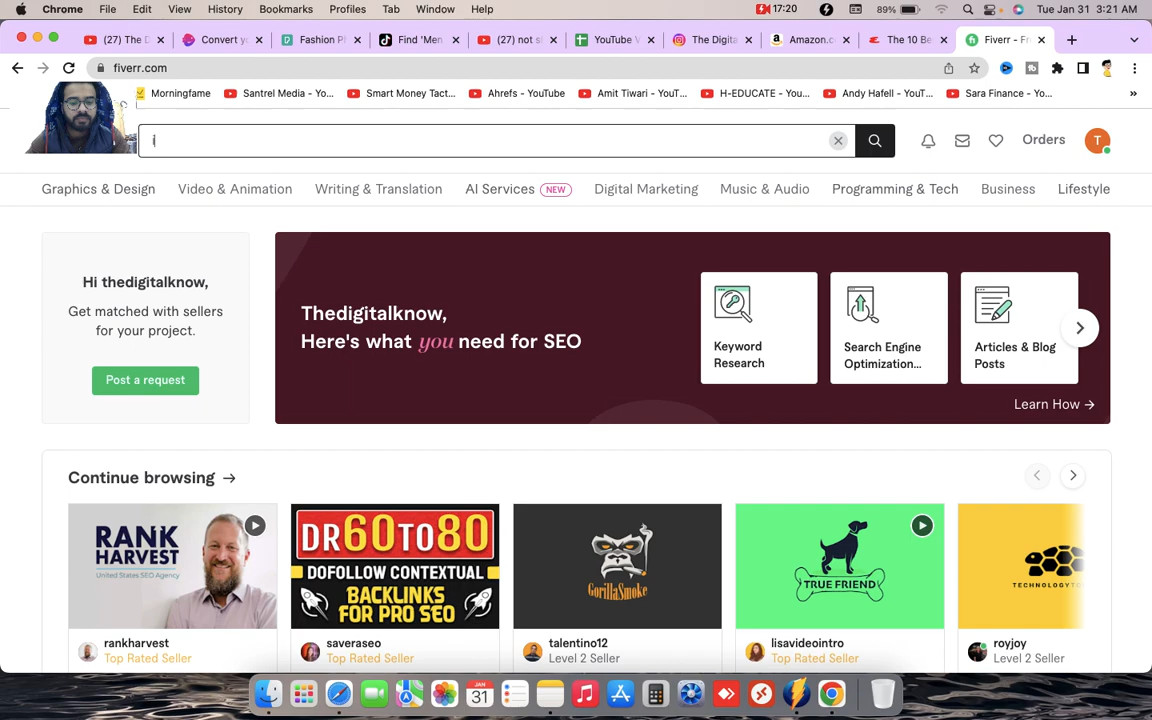 Chrome File Edit View History Bookmarks Profiles Tab Window Help 17:20 89% Tue Jan 31 3:21 AM
(27) The D Convert yo Fashion Ph Find 'Men (27) not s YouTube V The Digita Amazon.c The 10 Be Fiverr - Fr
fiverr.com
Morningfame Santrel Media - Yo... Smart Money Tact... Ahrefs - YouTube Amit Tiwari - YouT... H-EDUCATE - You... Andy Hafell - YouT... Sara Finance - Yo... »
i
Orders T
Graphics & Design Video & Animation Writing & Translation AI Services NEW Digital Marketing Music & Audio Programming & Tech Business Lifestyle
Hi thedigitalknow,
Get matched with sellers
for your project.
Post a request
Thedigitalknow,
Here's what you need for SEO
Keyword
Research
Search Engine
Optimization...
Articles & Blog
Posts
Learn How →
Continue browsing →
RANK
HARVEST
United States SEO Agency
DR60TO80
DOFOLLOW CONTEXTUAL
BACKLINKS
FOR PRO SEO
GorillaSmoke
TRUE FRIEND
TECHNOLOGYTO
rankharvest
Top Rated Seller
saveraseo
Top Rated Seller
talentino12
Level 2 Seller
lisavideointro
Top Rated Seller
royjoy
Level 2 Seller
JAN
31